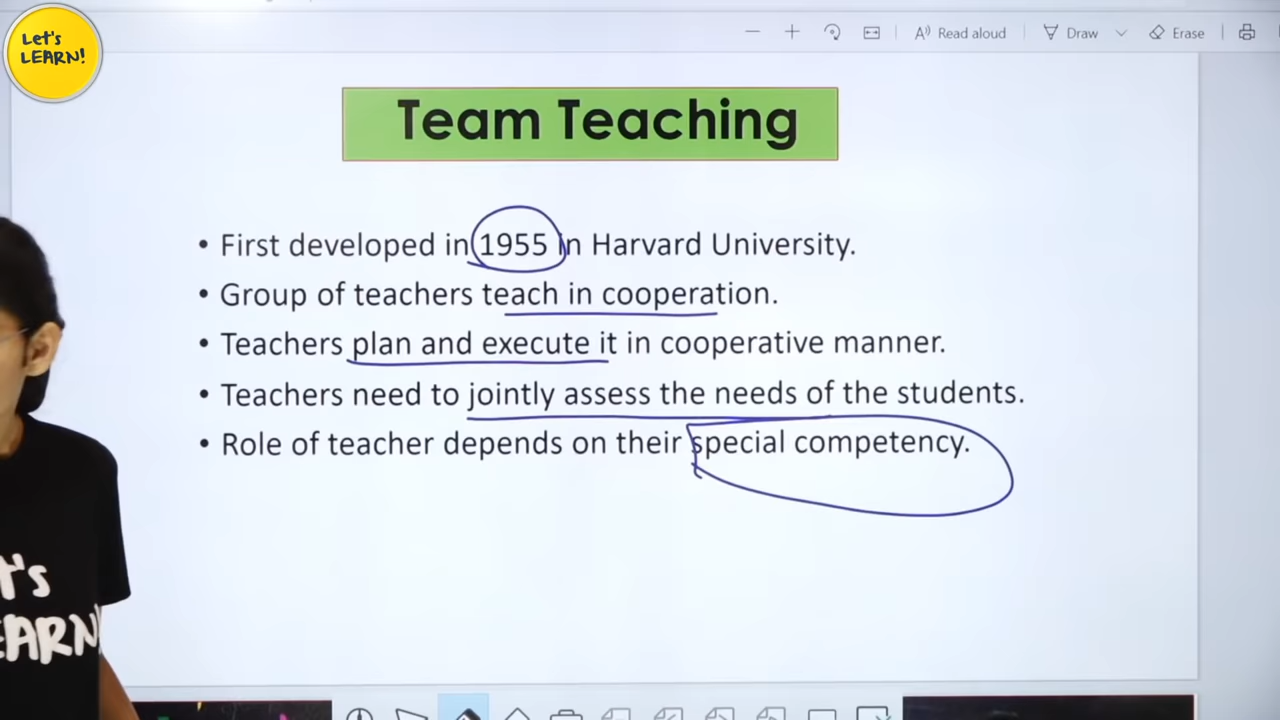 Let's
LEARN!
Read aloud
Draw
Erase
Team Teaching
• First developed in 1955 in Harvard University.
• Group of teachers teach in cooperation.
• Teachers plan and execute it in cooperative manner.
• Teachers need to jointly assess the needs of the students.
• Role of teacher depends on their special competency.
t's
EARN!